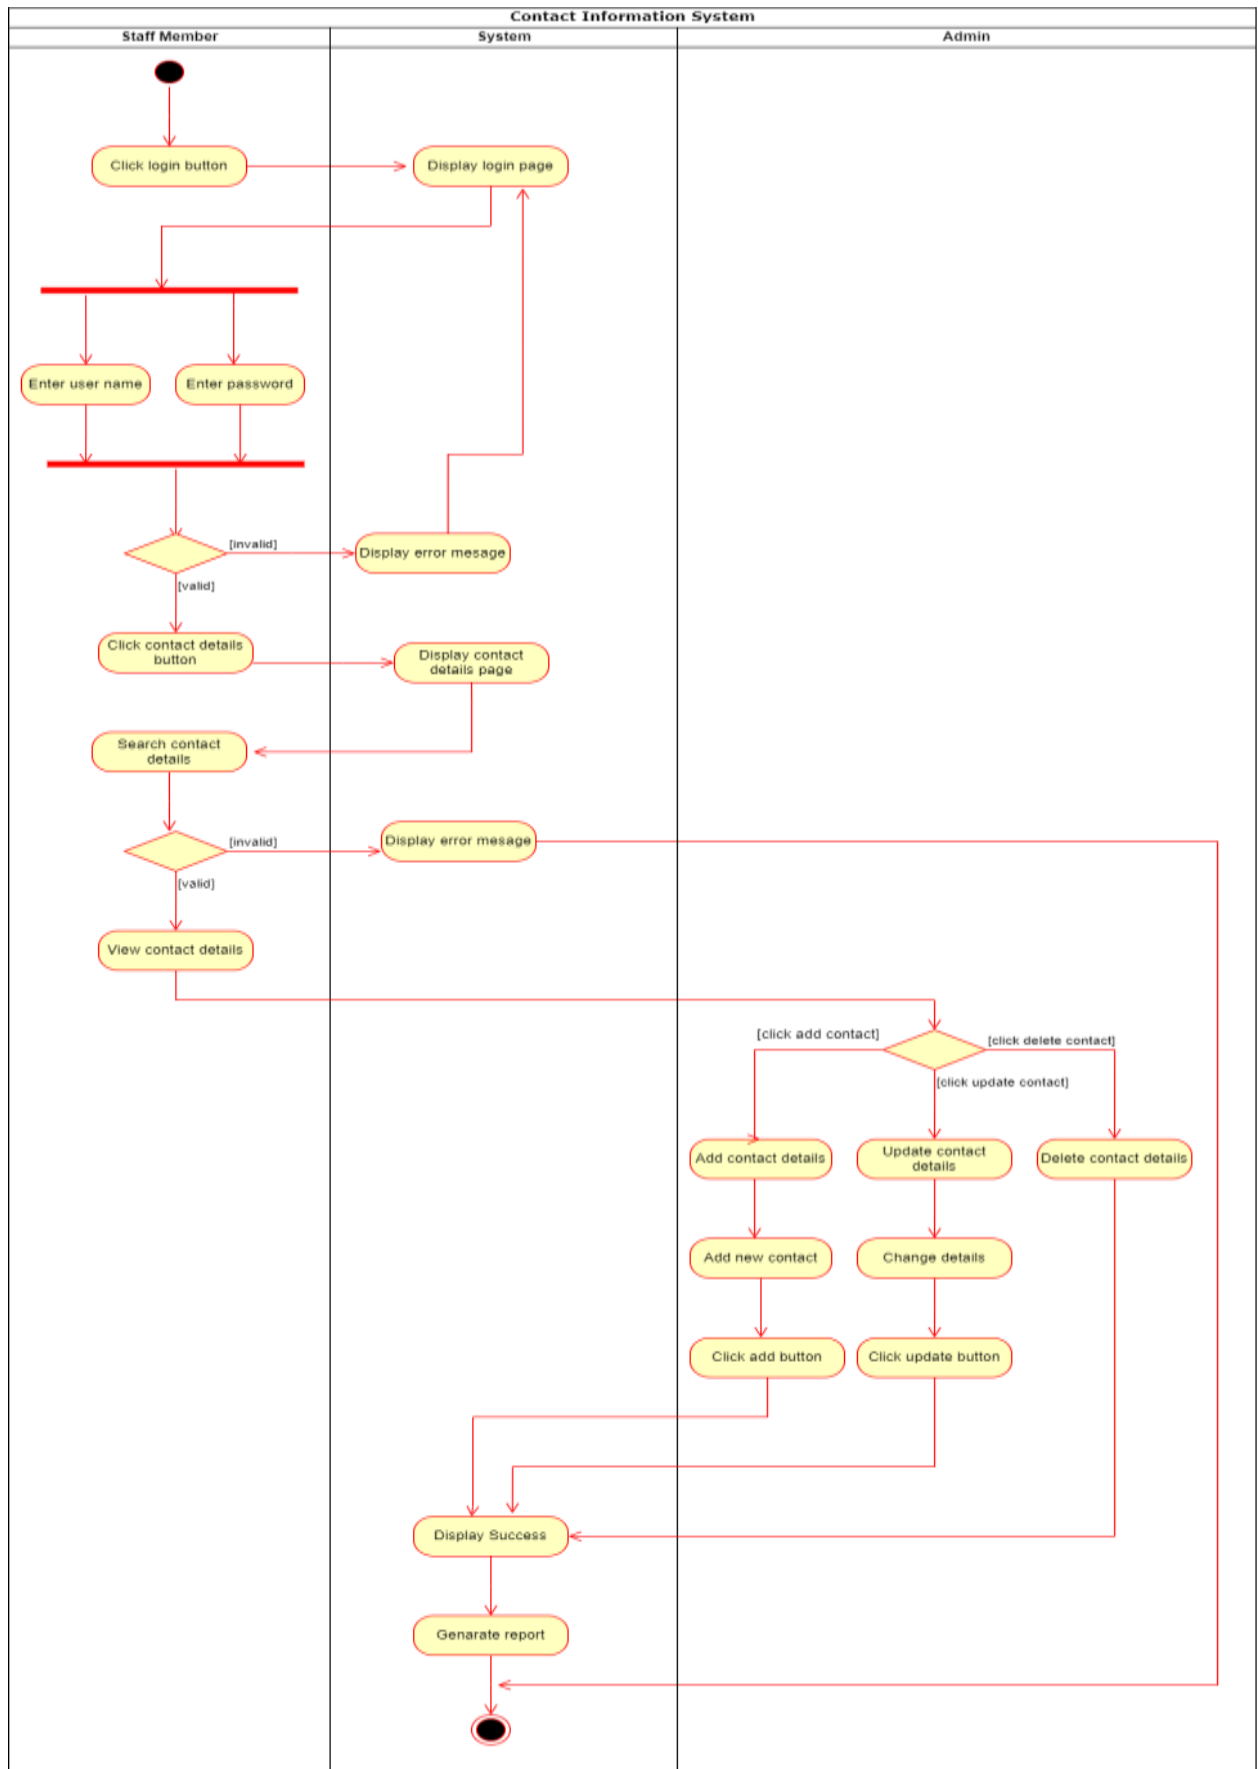 Contact Information System
Staff Member
System
Admin
Click login button
Display login page
Enter user name
Enter password
[invalid]
Display error mesage
[valid]
Click contact details
button
Display contact
details page
Search contact
details
[invalid]
Display error mesage
[valid]
View contact details
[click add contact]
[click delete contact]
[click update contact]
Add contact details
Update contact
details
Delete contact details
Add new contact
Change details
Click add button
Click update button
Display Success
Genarate report